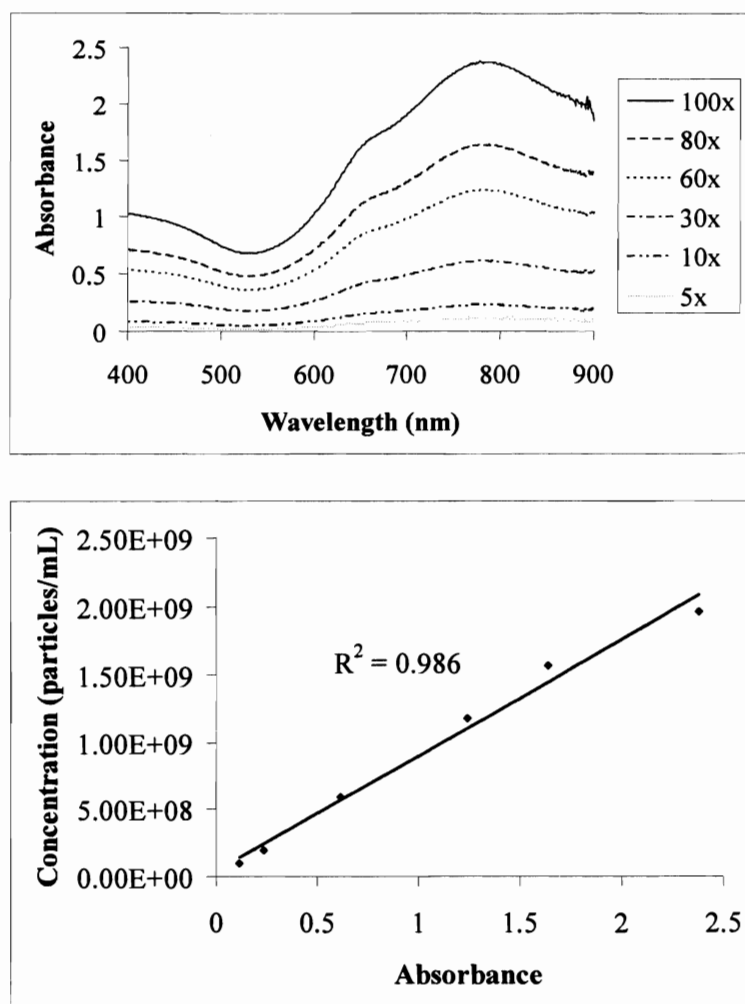 2.5
2
1.5
1
0.5
0
Absorbance
400 500 600 700 800 900
Wavelength (nm)
100x
80x
60x
30x
10x
5x
2.50E+09
2.00E+09
1.50E+09
1.00E+09
5.00E+08
0.00E+00
Concentration (particles/mL)
R² = 0.986
0 0.5 1 1.5 2 2.5
Absorbance